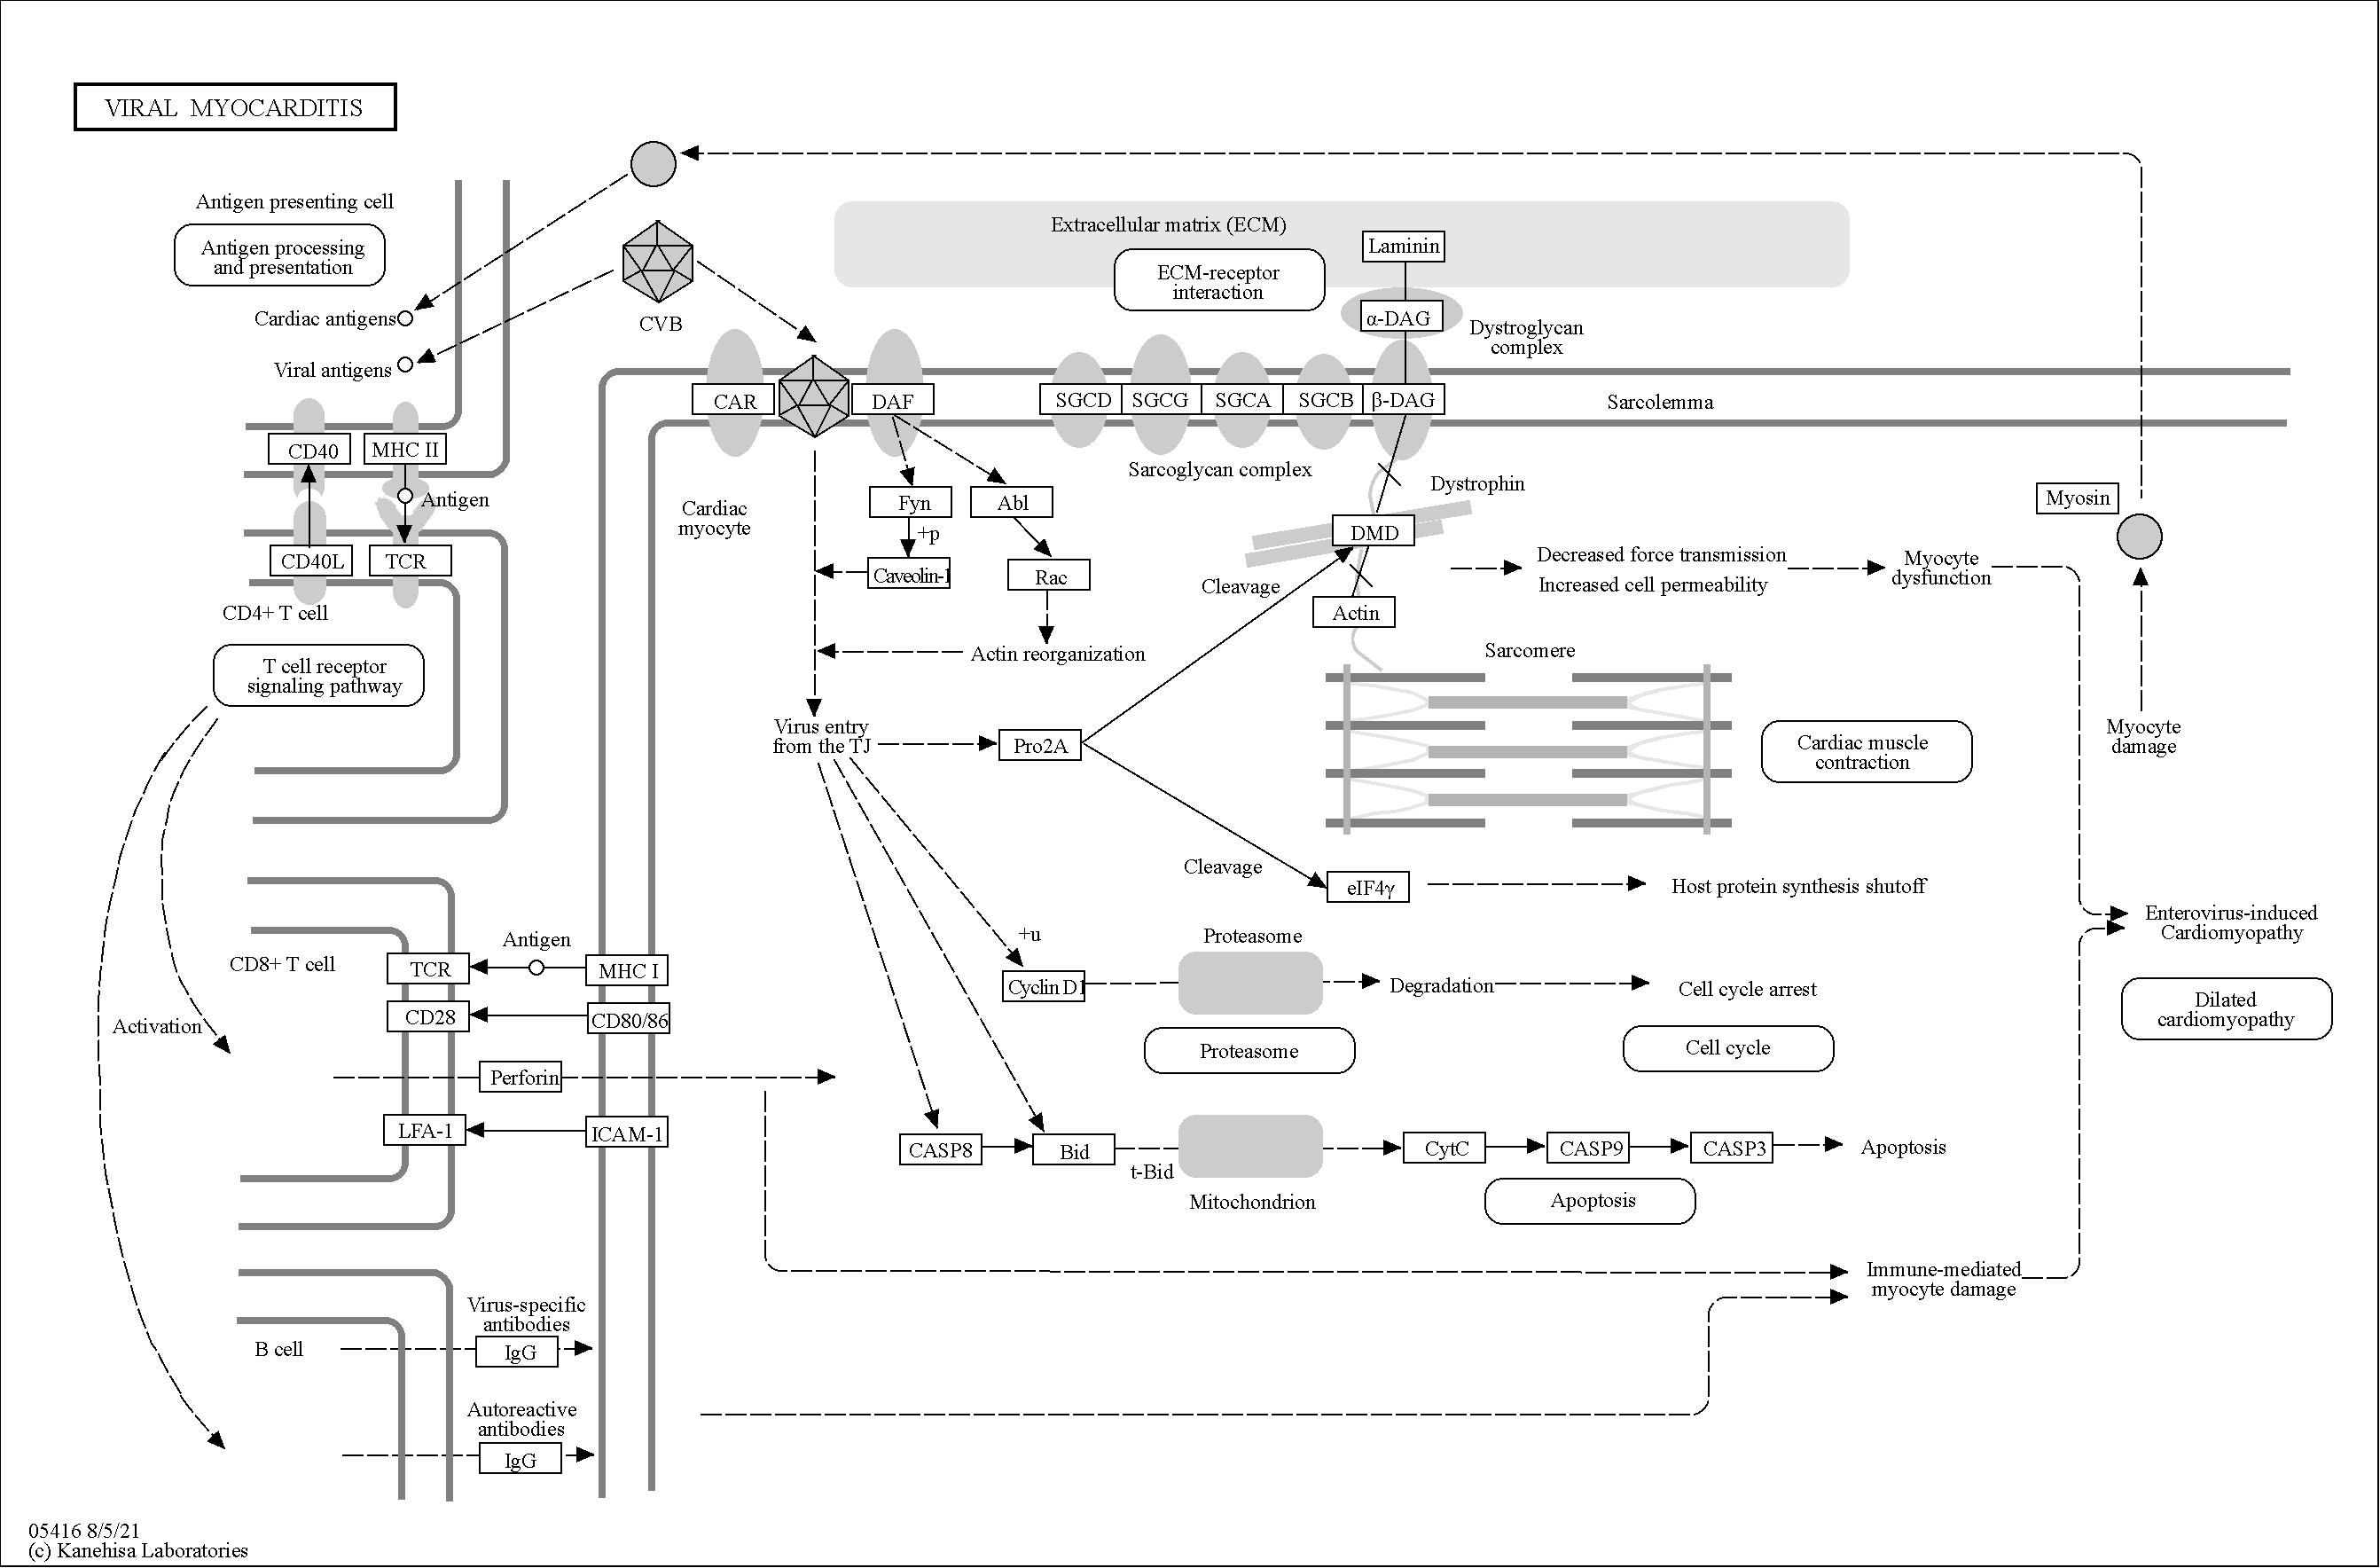 VIRAL MYOCARDITIS
Antigen presenting cell
Antigen processing
and presentation
Cardiac antigens
Viral antigens
CVB
Extracellular matrix (ECM)
ECM-receptor
interaction
Laminin
α-DAG
Dystroglycan
complex
CAR
DAF
SGCD
SGCG
SGCA
SGCB
β-DAG
Sarcolemma
Sarcoglycan complex
CD40
MHC II
Antigen
CD40L
TCR
CD4+ T cell
T cell receptor
signaling pathway
Cardiac
myocyte
Fyn
Abl
+p
Caveolin-1
Rac
Actin reorganization
Dystrophin
DMD
Cleavage
Actin
Decreased force transmission
Increased cell permeability
Myocyte
dysfunction
Myosin
Sarcomere
Virus entry
from the TJ
Pro2A
Cardiac muscle
contraction
Myocyte
damage
Cleavage
eIF4γ
Host protein synthesis shutoff
Enterovirus-induced
Cardiomyopathy
Dilated
cardiomyopathy
CD8+ T cell
Antigen
TCR
MHC I
CD28
CD80/86
Activation
Perforin
LFA-1
ICAM-1
+u
Cyclin D1
Proteasome
Degradation
Cell cycle arrest
Proteasome
Cell cycle
CASP8
Bid
t-Bid
Mitochondrion
CytC
CASP9
CASP3
Apoptosis
Apoptosis
Immune-mediated
myocyte damage
B cell
Virus-specific
antibodies
IgG
Autoreactive
antibodies
IgG
05416 8/5/21
(c) Kanehisa Laboratories